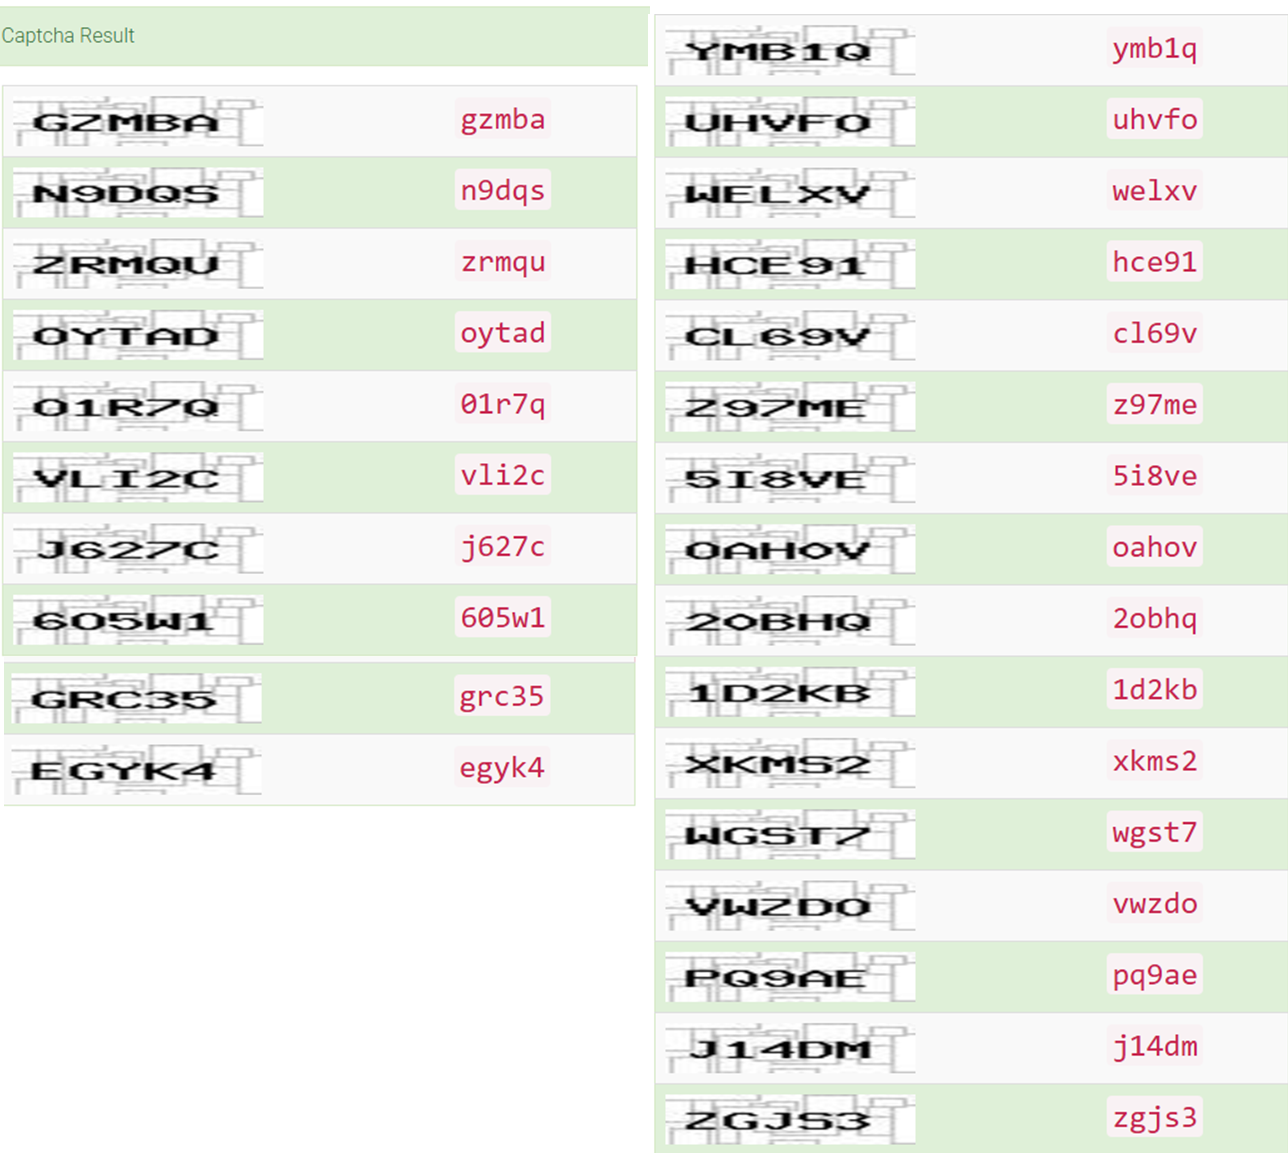 Captcha Result
GZMBA gzmba
N9DQS n9dqs
ZRMQU zrmqu
OYTAD oytad
01R7Q 01r7q
VLI2C vli2c
J627C j627c
605W1 605w1
GRC35 grc35
EGYK4 egyk4
YMB1Q ymb1q
UHVFO uhvfo
WELXV welxv
HCE91 hce91
CL69V cl69v
Z97ME z97me
5I8VE 5i8ve
OAHOV oahov
2OBHQ 2obhq
1D2KB 1d2kb
XKMS2 xkms2
WGST7 wgst7
VWZDO vwzdo
PQ9AE pq9ae
J14DM j14dm
ZGJS3 zgjs3